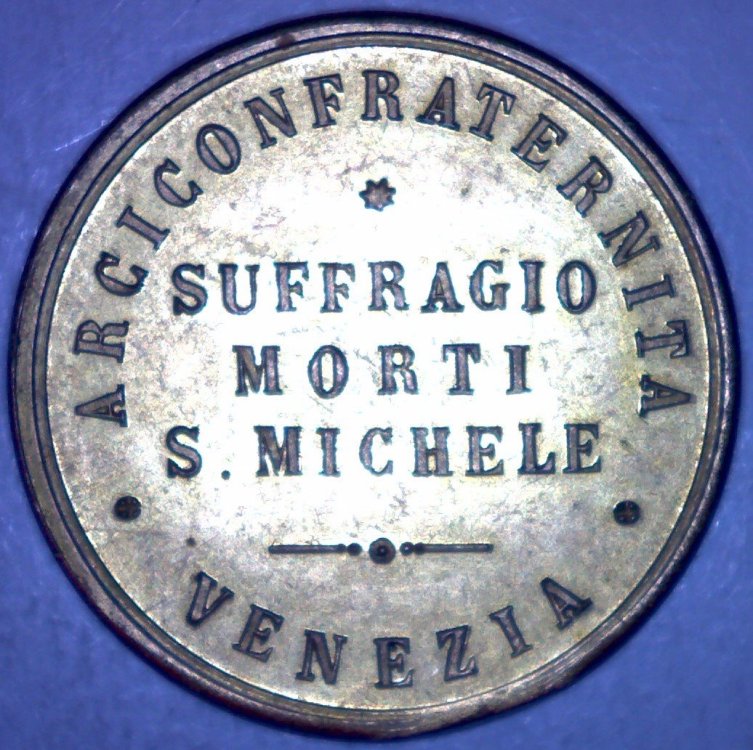 ARCICONFRATERNITA
SUFFRAGIO
MORTI
S. MICHELE
VENEZIA